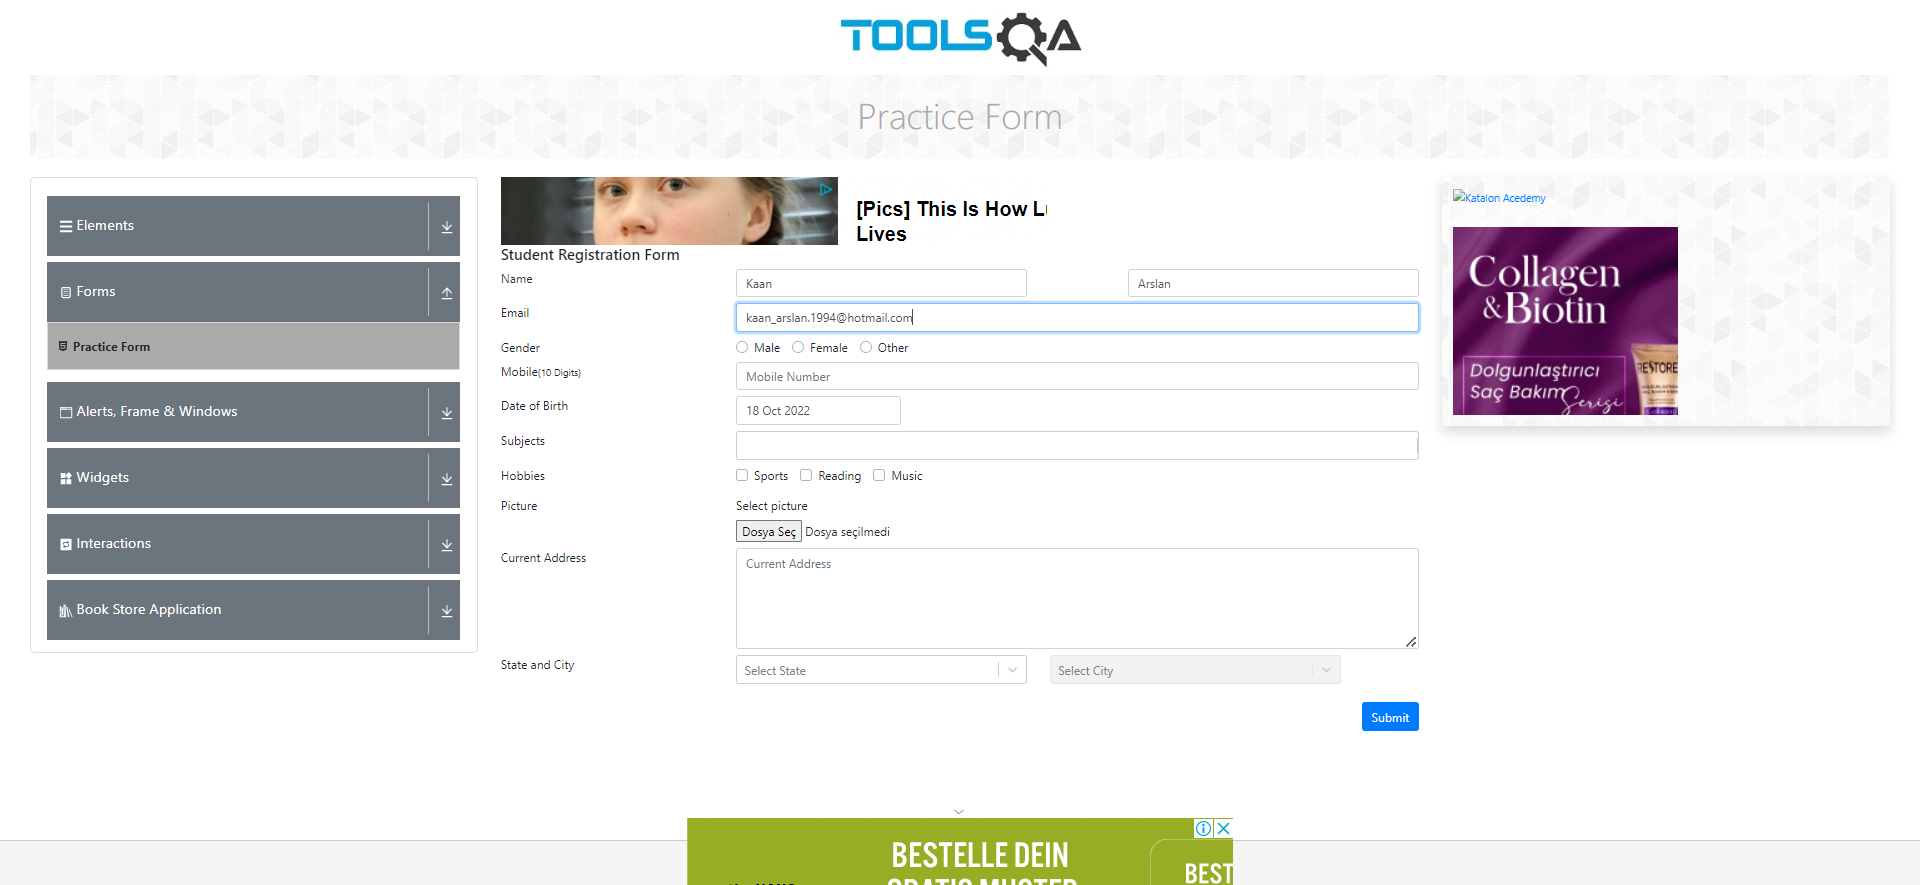 TOOLSQA
Practice Form
Elements
Forms
Practice Form
Alerts, Frame & Windows
Widgets
Interactions
Book Store Application
[Pics] This Is How L
Lives
Student Registration Form
Name
Kaan
Arslan
Email
kaan_arslan.1994@hotmail.com
Gender
Male Female Other
Mobile(10 Digits)
Mobile Number
Date of Birth
18 Oct 2022
Subjects
Hobbies
Sports Reading Music
Picture
Select picture
Dosya Seç Dosya seçilmedi
Current Address
Current Address
State and City
Select State
Select City
Submit
Katalon Acedemy
Collagen
&Biotin
Dolgunlaştırıcı
Saç Bakım
Serisi
RESTORE
BESTELLE DEIN
GRATIS MUSTER
BEST